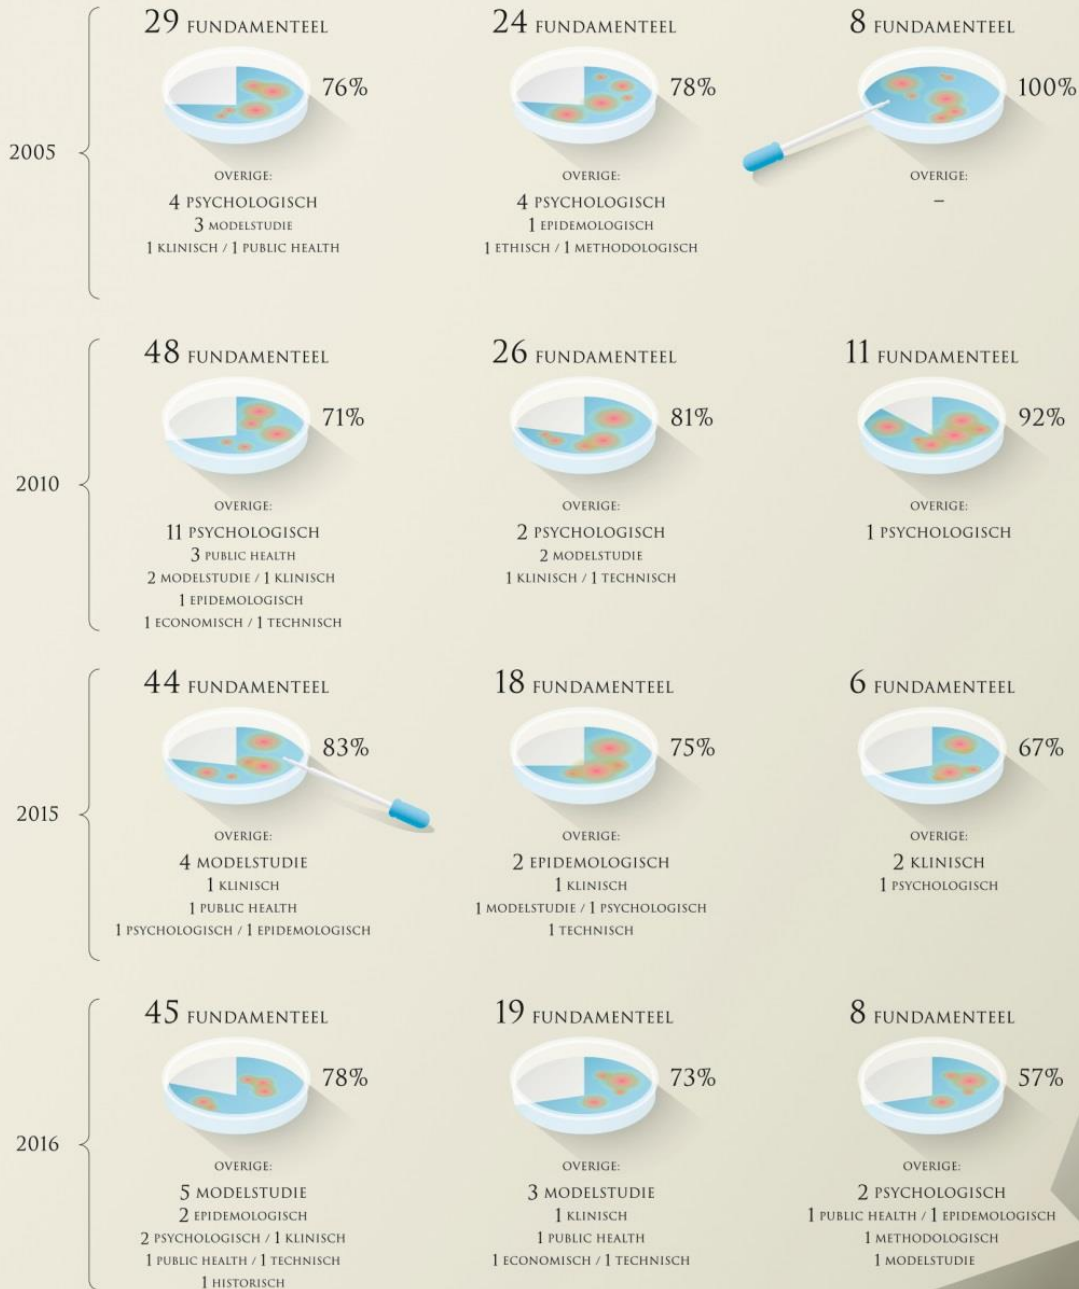 2005
29 FUNDAMENTEEL
76%
OVERIGE:
4 PSYCHOLOGISCH
3 MODELSTUDIE
1 KLINISCH / 1 PUBLIC HEALTH
24 FUNDAMENTEEL
78%
OVERIGE:
4 PSYCHOLOGISCH
1 EPIDEMOLOGISCH
1 ETHISCH / 1 METHODOLOGISCH
8 FUNDAMENTEEL
100%
OVERIGE:
–
2010
48 FUNDAMENTEEL
71%
OVERIGE:
11 PSYCHOLOGISCH
3 PUBLIC HEALTH
2 MODELSTUDIE / 1 KLINISCH
1 EPIDEMOLOGISCH
1 ECONOMISCH / 1 TECHNISCH
26 FUNDAMENTEEL
81%
OVERIGE:
2 PSYCHOLOGISCH
2 MODELSTUDIE
1 KLINISCH / 1 TECHNISCH
11 FUNDAMENTEEL
92%
OVERIGE:
1 PSYCHOLOGISCH
2015
44 FUNDAMENTEEL
83%
OVERIGE:
4 MODELSTUDIE
1 KLINISCH
1 PUBLIC HEALTH
1 PSYCHOLOGISCH / 1 EPIDEMOLOGISCH
18 FUNDAMENTEEL
75%
OVERIGE:
2 EPIDEMOLOGISCH
1 KLINISCH
1 MODELSTUDIE / 1 PSYCHOLOGISCH
1 TECHNISCH
6 FUNDAMENTEEL
67%
OVERIGE:
2 KLINISCH
1 PSYCHOLOGISCH
2016
45 FUNDAMENTEEL
78%
OVERIGE:
5 MODELSTUDIE
2 EPIDEMOLOGISCH
2 PSYCHOLOGISCH / 1 KLINISCH
1 PUBLIC HEALTH / 1 TECHNISCH
1 HISTORISCH
19 FUNDAMENTEEL
73%
OVERIGE:
3 MODELSTUDIE
1 KLINISCH
1 PUBLIC HEALTH
1 ECONOMISCH / 1 TECHNISCH
8 FUNDAMENTEEL
57%
OVERIGE:
2 PSYCHOLOGISCH
1 PUBLIC HEALTH / 1 EPIDEMOLOGISCH
1 METHODOLOGISCH
1 MODELSTUDIE